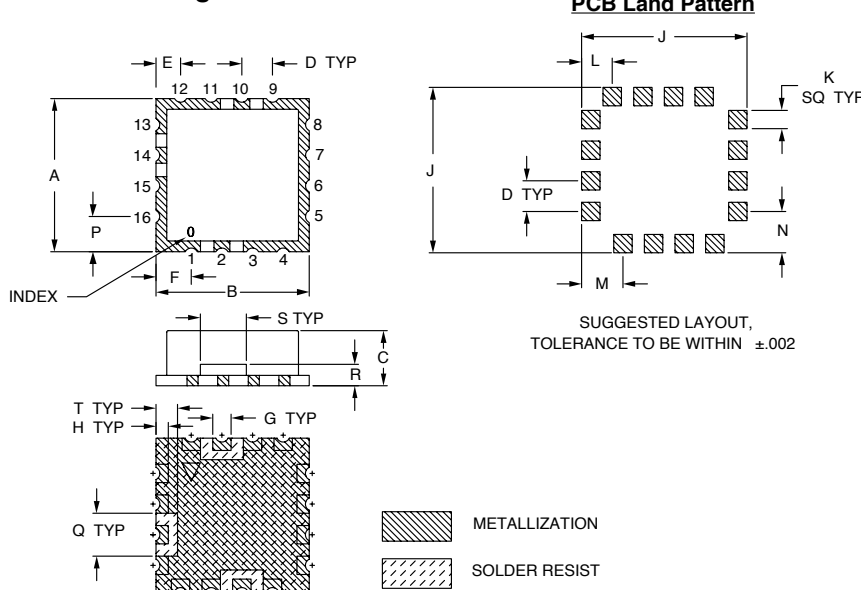 PCB Land Pattern
E
D TYP
12 11 10 9
13
14
15
16
8
7
6
5
A
P
0
1 2 3 4
F
B
INDEX
S TYP
C
R
T TYP
H TYP
G TYP
Q TYP
J
L
K
SQ TYP
J
D TYP
N
M
SUGGESTED LAYOUT,
TOLERANCE TO BE WITHIN ±.002
METALLIZATION
SOLDER RESIST